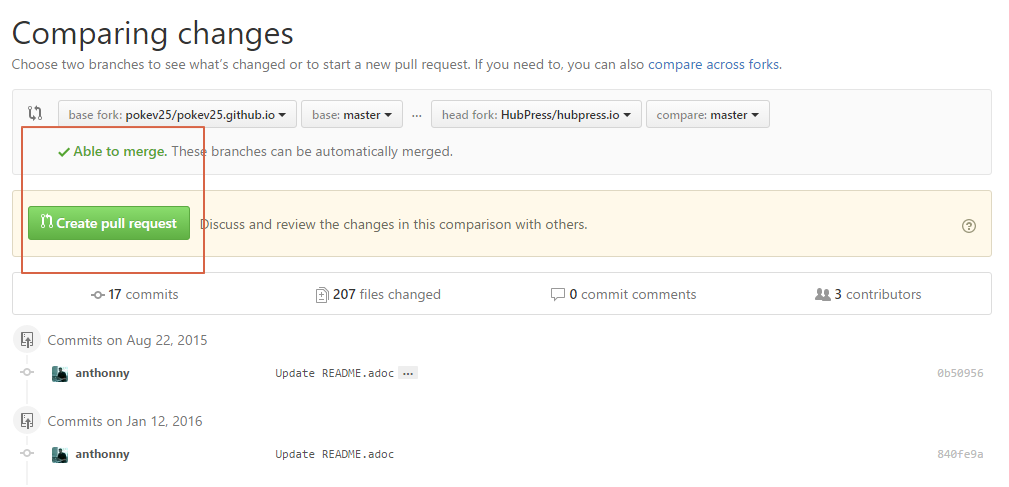 Comparing changes
Choose two branches to see what's changed or to start a new pull request. If you need to, you can also compare across forks.
base fork: pokev25/pokev25.github.io base: master ... head fork: HubPress/hubpress.io compare: master
Able to merge. These branches can be automatically merged.
Create pull request Discuss and review the changes in this comparison with others.
17 commits 207 files changed 0 commit comments 3 contributors
Commits on Aug 22, 2015
anthonny Update README.adoc ... 0b50956
Commits on Jan 12, 2016
anthonny Update README.adoc 840fe9a